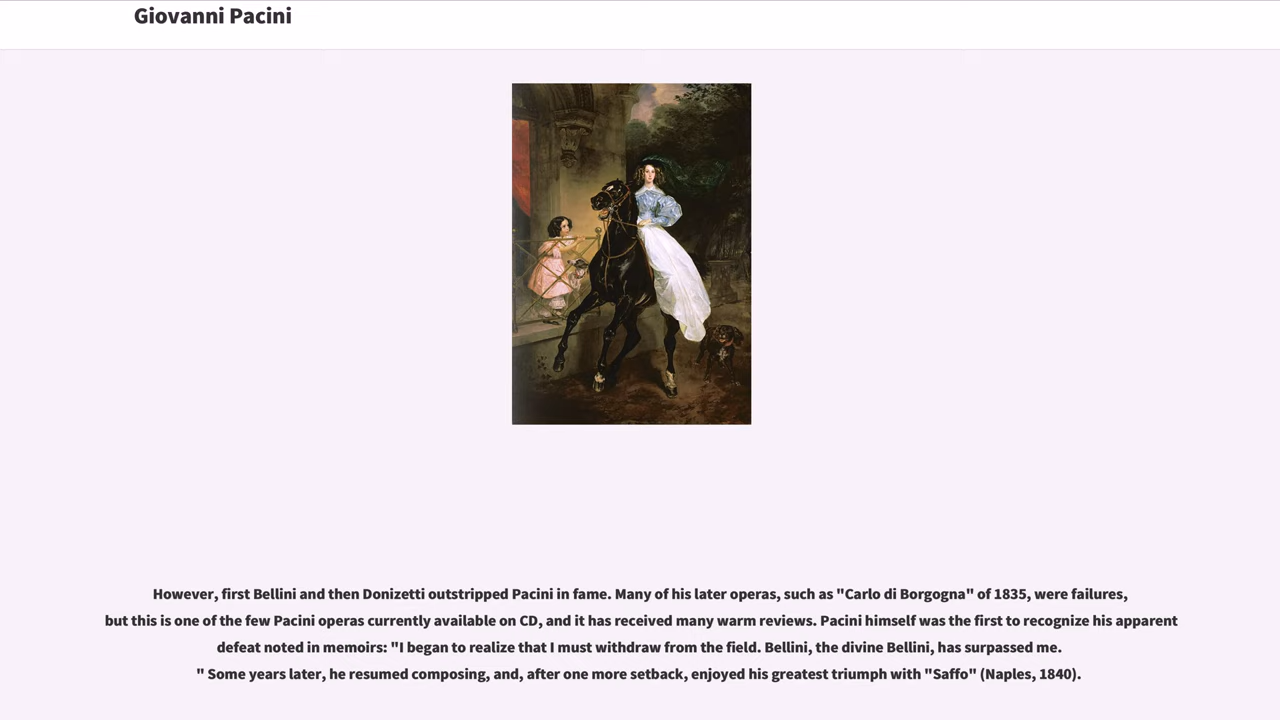 Giovanni Pacini
However, first Bellini and then Donizetti outstripped Pacini in fame. Many of his later operas, such as "Carlo di Borgogna" of 1835, were failures,
but this is one of the few Pacini operas currently available on CD, and it has received many warm reviews. Pacini himself was the first to recognize his apparent
defeat noted in memoirs: "I began to realize that I must withdraw from the field. Bellini, the divine Bellini, has surpassed me.
" Some years later, he resumed composing, and, after one more setback, enjoyed his greatest triumph with "Saffo" (Naples, 1840).